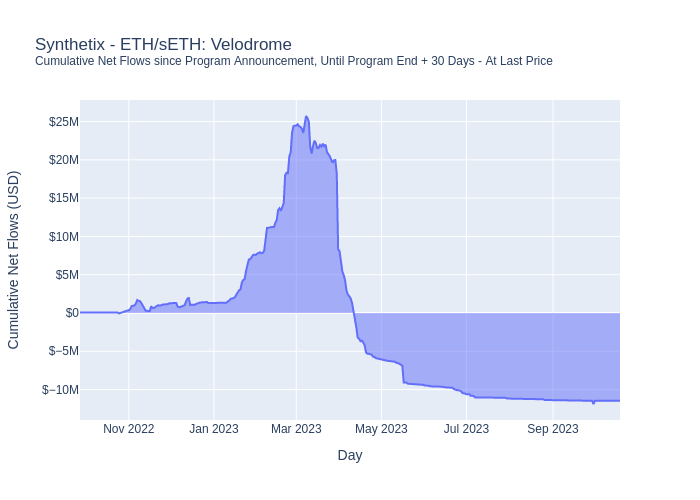 Synthetix - ETH/sETH: Velodrome
Cumulative Net Flows since Program Announcement, Until Program End + 30 Days - At Last Price
$25M
$20M
$15M
$10M
$5M
$0
$−5M
$−10M
Cumulative Net Flows (USD)
Nov 2022
Jan 2023
Mar 2023
May 2023
Jul 2023
Sep 2023
Day